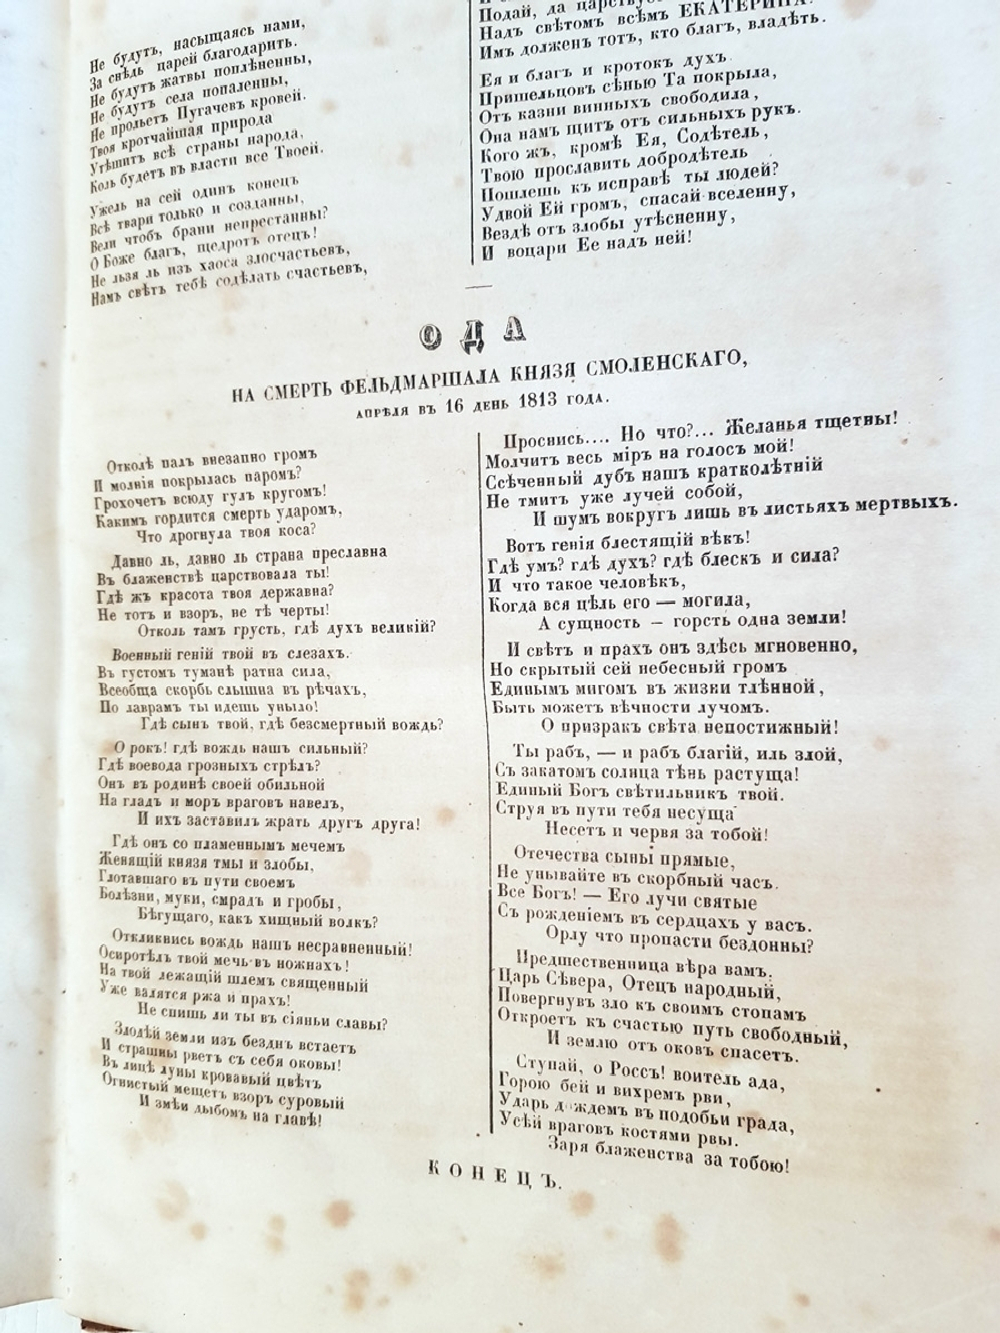 Не будутъ, насыщаясь нами,
За снѣдь царей благодарить.
Не будутъ жатвы поплѣненны,
Не будутъ села попаленны,
Не прольетъ Пугачевъ кровей.
Твоя кротчайшая природа
Утѣшитъ всѣ страны народа,
Коль будетъ въ власти все Твоей.
Ужель на сей одинъ конецъ
Всѣ твари только и созданны,
Вели чтобъ брани непрестанны?
О Боже благъ, щедротъ отецъ!
Не льзя ль изъ хаоса злосчастьевъ,
Намъ свѣтъ тебѣ содѣлать счастьевъ,
Подай, да царствуе
Надъ свѣтомъ всѣмъ ЕКАТЕРИНА!
Имъ долженъ тотъ, кто благъ, владѣть.
Ея и благъ и кротокъ духъ
Пришельцовъ сѣнью Та покрыла,
Отъ казни винныхъ свободила,
Она намъ щитъ отъ сильныхъ рукъ.
Кого жъ, кромѣ Ея, Содѣтель,
Твою прославить добродѣтель
Пошлешь къ исправѣ ты людей?
Удвой Ей громъ, спасай вселенну,
Вездѣ отъ злобы утѣсненну,
И воцари Ее надъ ней!
ОДА
НА СМЕРТЬ ФЕЛЬДМАРШАЛА КНЯЗЯ СМОЛЕНСКАГО,
АПРѢЛЯ ВЪ 16 ДЕНЬ 1813 ГОДА.
Отколѣ палъ внезапно громъ
И молнія покрылась паромъ?
Грохочетъ всюду гулъ кругомъ!
Какимъ гордится смерть ударомъ,
Что дрогнула твоя коса?
Давно ль, давно ль страна преславна
Въ блаженствѣ царствовала ты!
Гдѣ жъ красота твоя державна?
Не тотъ и взоръ, не тѣ черты!
Отколь тамъ грусть, гдѣ духъ великій?
Военный геній твой въ слезахъ.
Въ густомъ туманѣ ратна сила,
Всеобща скорбь слышна въ рѣчахъ,
По лаврамъ ты идешь уныло!
Гдѣ сынъ твой, гдѣ безсмертный вождь?
О рокъ! гдѣ вождь нашъ сильный?
Гдѣ воевода грозныхъ стрѣлъ?
Онъ въ родинѣ своей обильной
На гладъ и моръ враговъ навелъ,
И ихъ заставилъ жрать другъ друга!
Гдѣ онъ со пламеннымъ мечемъ
Женящій князя тмы и злобы,
Глотавшаго въ пути своемъ
Болѣзни, муки, смрадъ и гробы,
Бѣгущаго, какъ хищный волкъ?
Откликнись вождь нашъ несравненный!
Осиротѣлъ твой мечь въ ножнахъ!
На твой лежащій шлемъ священный
Уже валятся ржа и прахъ!
Не спишь ли ты въ сіяньи славы?
Злодѣй земли изъ безднъ встаетъ
И страшны рветъ съ себя оковы!
Въ лицѣ луны кровавый цвѣтъ
Огнистый мещетъ взоръ суровый
И змѣи дыбомъ на главѣ!
Проснись.... Но что?... Желанья тщетны!
Молчитъ весь міръ на голосъ мой!
Ссѣченный дубъ нашъ кратколѣтній
Не тмитъ уже лучей собой,
И шумъ вокругъ лишь въ листьяхъ мертвыхъ.
Вотъ генія блестящій вѣкъ!
Гдѣ умъ? гдѣ духъ? гдѣ блескъ и сила?
И что такое человѣкъ,
Когда вся цѣль его — могила,
А сущность — горсть одна земли!
И свѣтъ и прахъ онъ здѣсь мгновенно,
Но скрытый сей небесный громъ
Единымъ мигомъ въ жизни тлѣнной,
Быть можетъ вѣчности лучомъ.
О призракъ свѣта непостижный!
Ты рабъ, — и рабъ благій, иль злой,
Съ закатомъ солнца тѣнь растуща!
Единый Богъ свѣтильникъ твой.
Струя въ пути тебя несуща
Несетъ и червя за тобой!
Отечества сыны прямые,
Не унывайте въ скорбный часъ.
Все Богъ! — Его лучи святые
Съ рожденіемъ въ сердцахъ у васъ.
Орлу что пропасти бездонны?
Предшественница вѣра вамъ.
Царь Сѣвера, Отецъ народный,
Повергнувъ зло къ своимъ стопамъ
Откроетъ къ счастью путь свободный,
И землю отъ оковъ спасетъ.
Ступай, о Россъ! воитель ада,
Горою бей и вихремъ рви,
Ударь дождемъ въ подобьи града,
Усѣй враговъ костями рвы.
Заря блаженства за тобою!
КОНЕЦЪ.